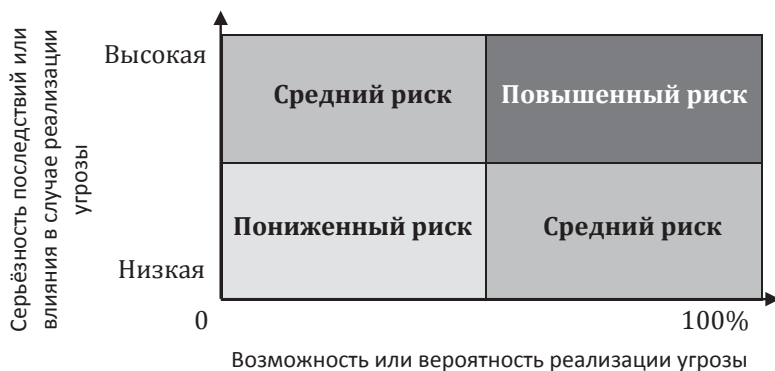 Серьёзность последствий или
влияния в случае реализации
угрозы
Высокая
Средний риск
Повышенный риск
Пониженный риск
Средний риск
Низкая
0
100%
Возможность или вероятность реализации угрозы